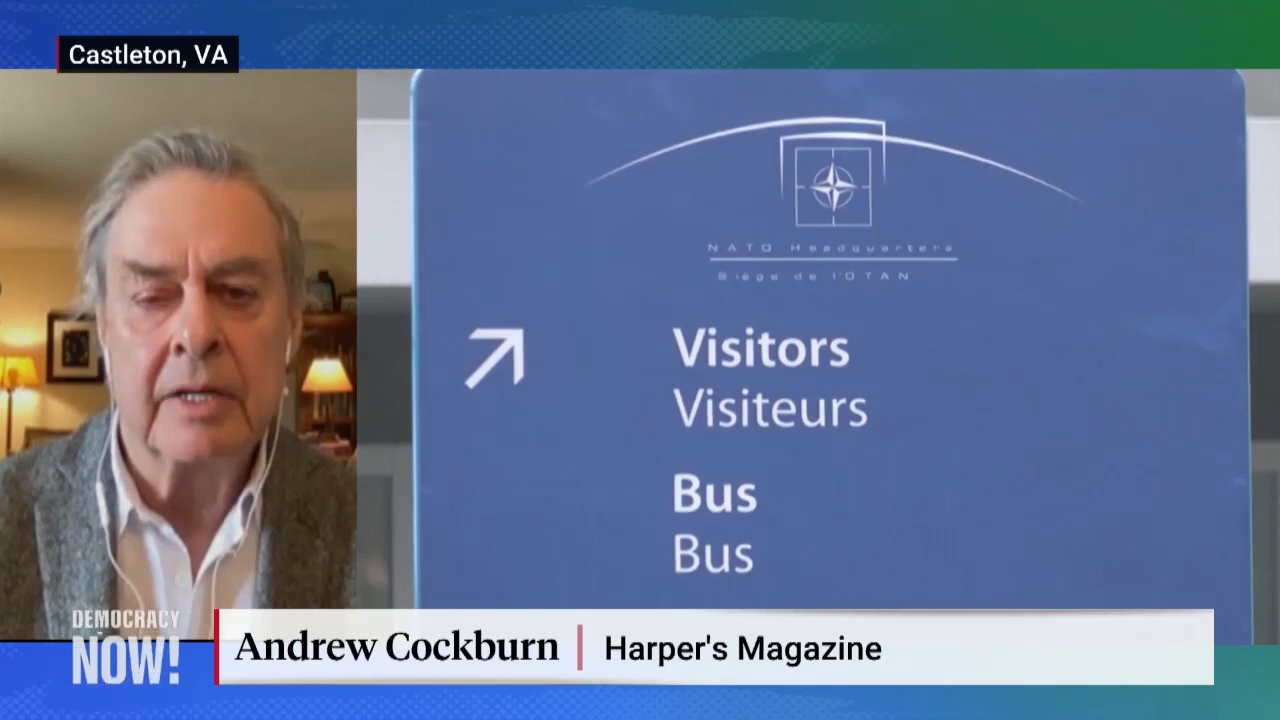 Castleton, VA
NATO Headquarters
Siège de l'OTAN
Visitors
Visiteurs
Bus
Bus
DEMOCRACY
NOW!
Andrew Cockburn | Harper's Magazine